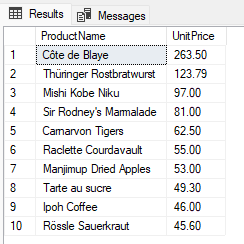 Results Messages
ProductName UnitPrice
1 Côte de Blaye 263.50
2 Thüringer Rostbratwurst 123.79
3 Mishi Kobe Niku 97.00
4 Sir Rodney's Marmalade 81.00
5 Carnarvon Tigers 62.50
6 Raclette Courdavault 55.00
7 Manjimup Dried Apples 53.00
8 Tarte au sucre 49.30
9 Ipoh Coffee 46.00
10 Rössle Sauerkraut 45.60